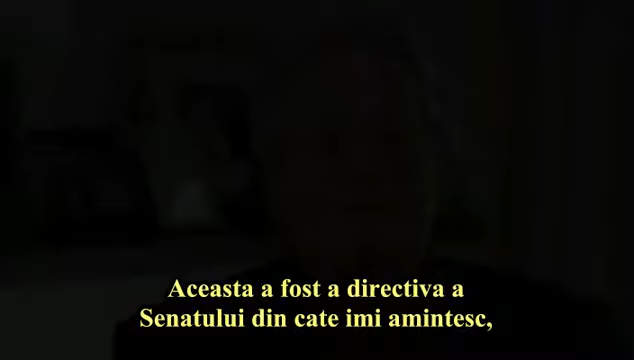 Aceasta a fost a directiva a
Senatului din cate imi amintesc,